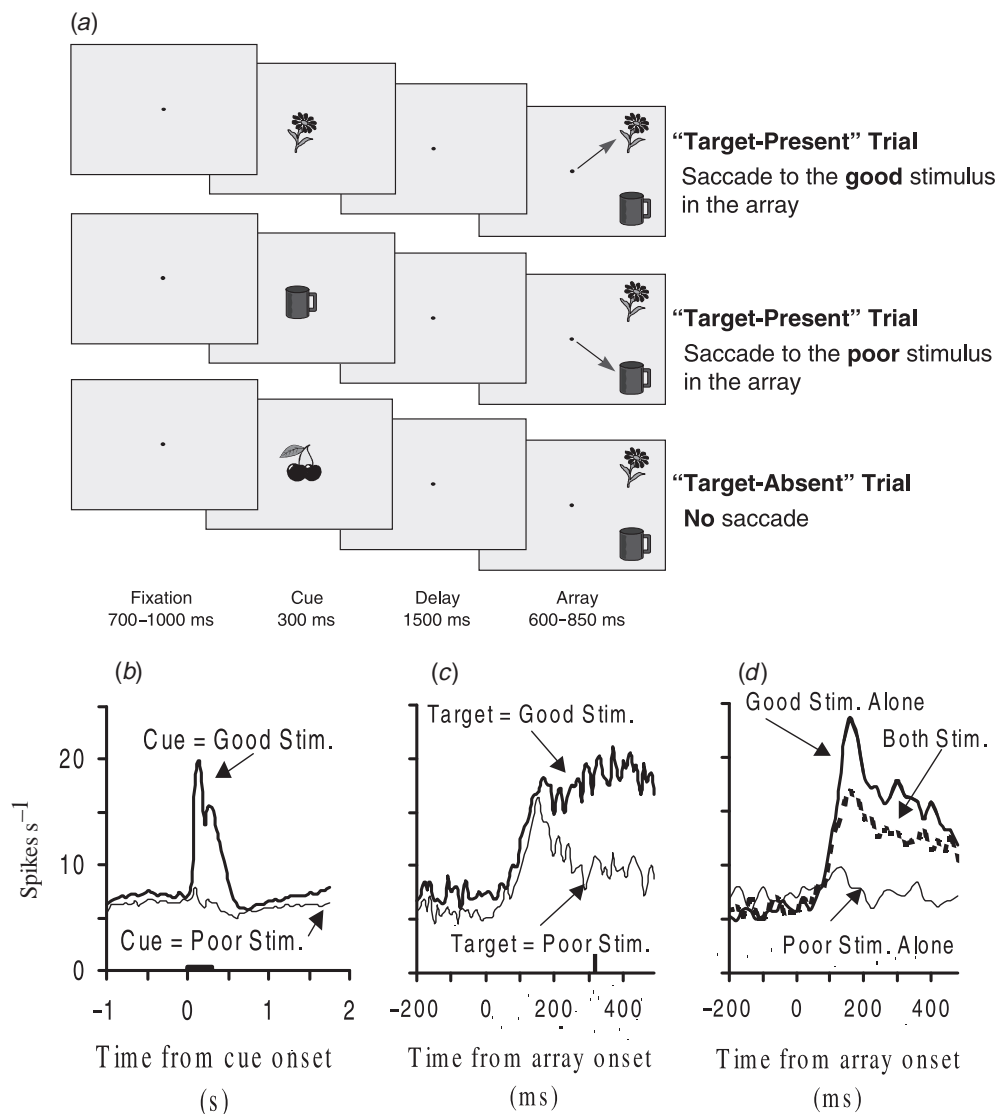 (a)
“Target-Present” Trial
Saccade to the good stimulus
in the array
“Target-Present” Trial
Saccade to the poor stimulus
in the array
“Target-Absent” Trial
No saccade
Fixation
700–1000 ms
Cue
300 ms
Delay
1500 ms
Array
600–850 ms
(b)
Cue = Good Stim.
Cue = Poor Stim.
Spikes s⁻¹
20
10
0
−1
0
1
2
Time from cue onset
(s)
(c)
Target = Good Stim.
Target = Poor Stim.
−200
0
200
400
Time from array onset
(ms)
(d)
Good Stim. Alone
Both Stim.
Poor Stim. Alone
−200
0
200
400
Time from array onset
(ms)